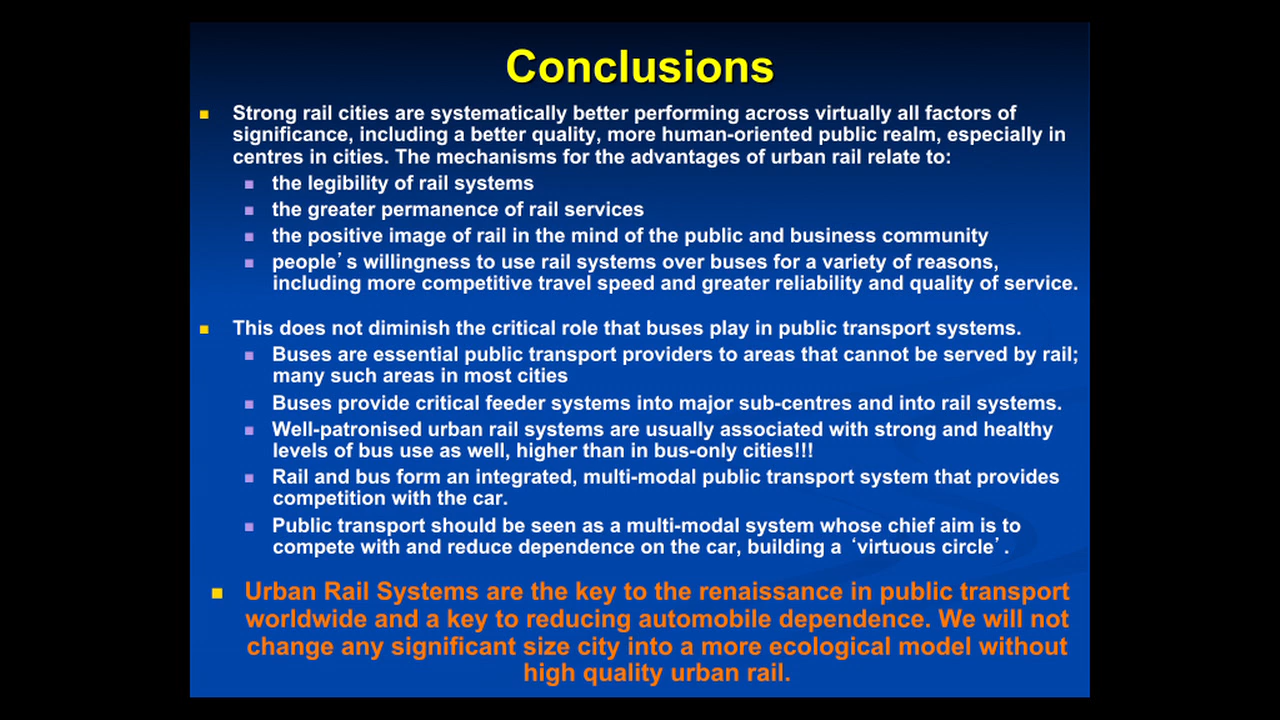 Conclusions
Strong rail cities are systematically better performing across virtually all factors of
significance, including a better quality, more human-oriented public realm, especially in
centres in cities. The mechanisms for the advantages of urban rail relate to:
the legibility of rail systems
the greater permanence of rail services
the positive image of rail in the mind of the public and business community
people’s willingness to use rail systems over buses for a variety of reasons,
including more competitive travel speed and greater reliability and quality of service.
This does not diminish the critical role that buses play in public transport systems.
Buses are essential public transport providers to areas that cannot be served by rail;
many such areas in most cities
Buses provide critical feeder systems into major sub-centres and into rail systems.
Well-patronised urban rail systems are usually associated with strong and healthy
levels of bus use as well, higher than in bus-only cities!!!
Rail and bus form an integrated, multi-modal public transport system that provides
competition with the car.
Public transport should be seen as a multi-modal system whose chief aim is to
compete with and reduce dependence on the car, building a ‘virtuous circle’.
Urban Rail Systems are the key to the renaissance in public transport
worldwide and a key to reducing automobile dependence. We will not
change any significant size city into a more ecological model without
high quality urban rail.